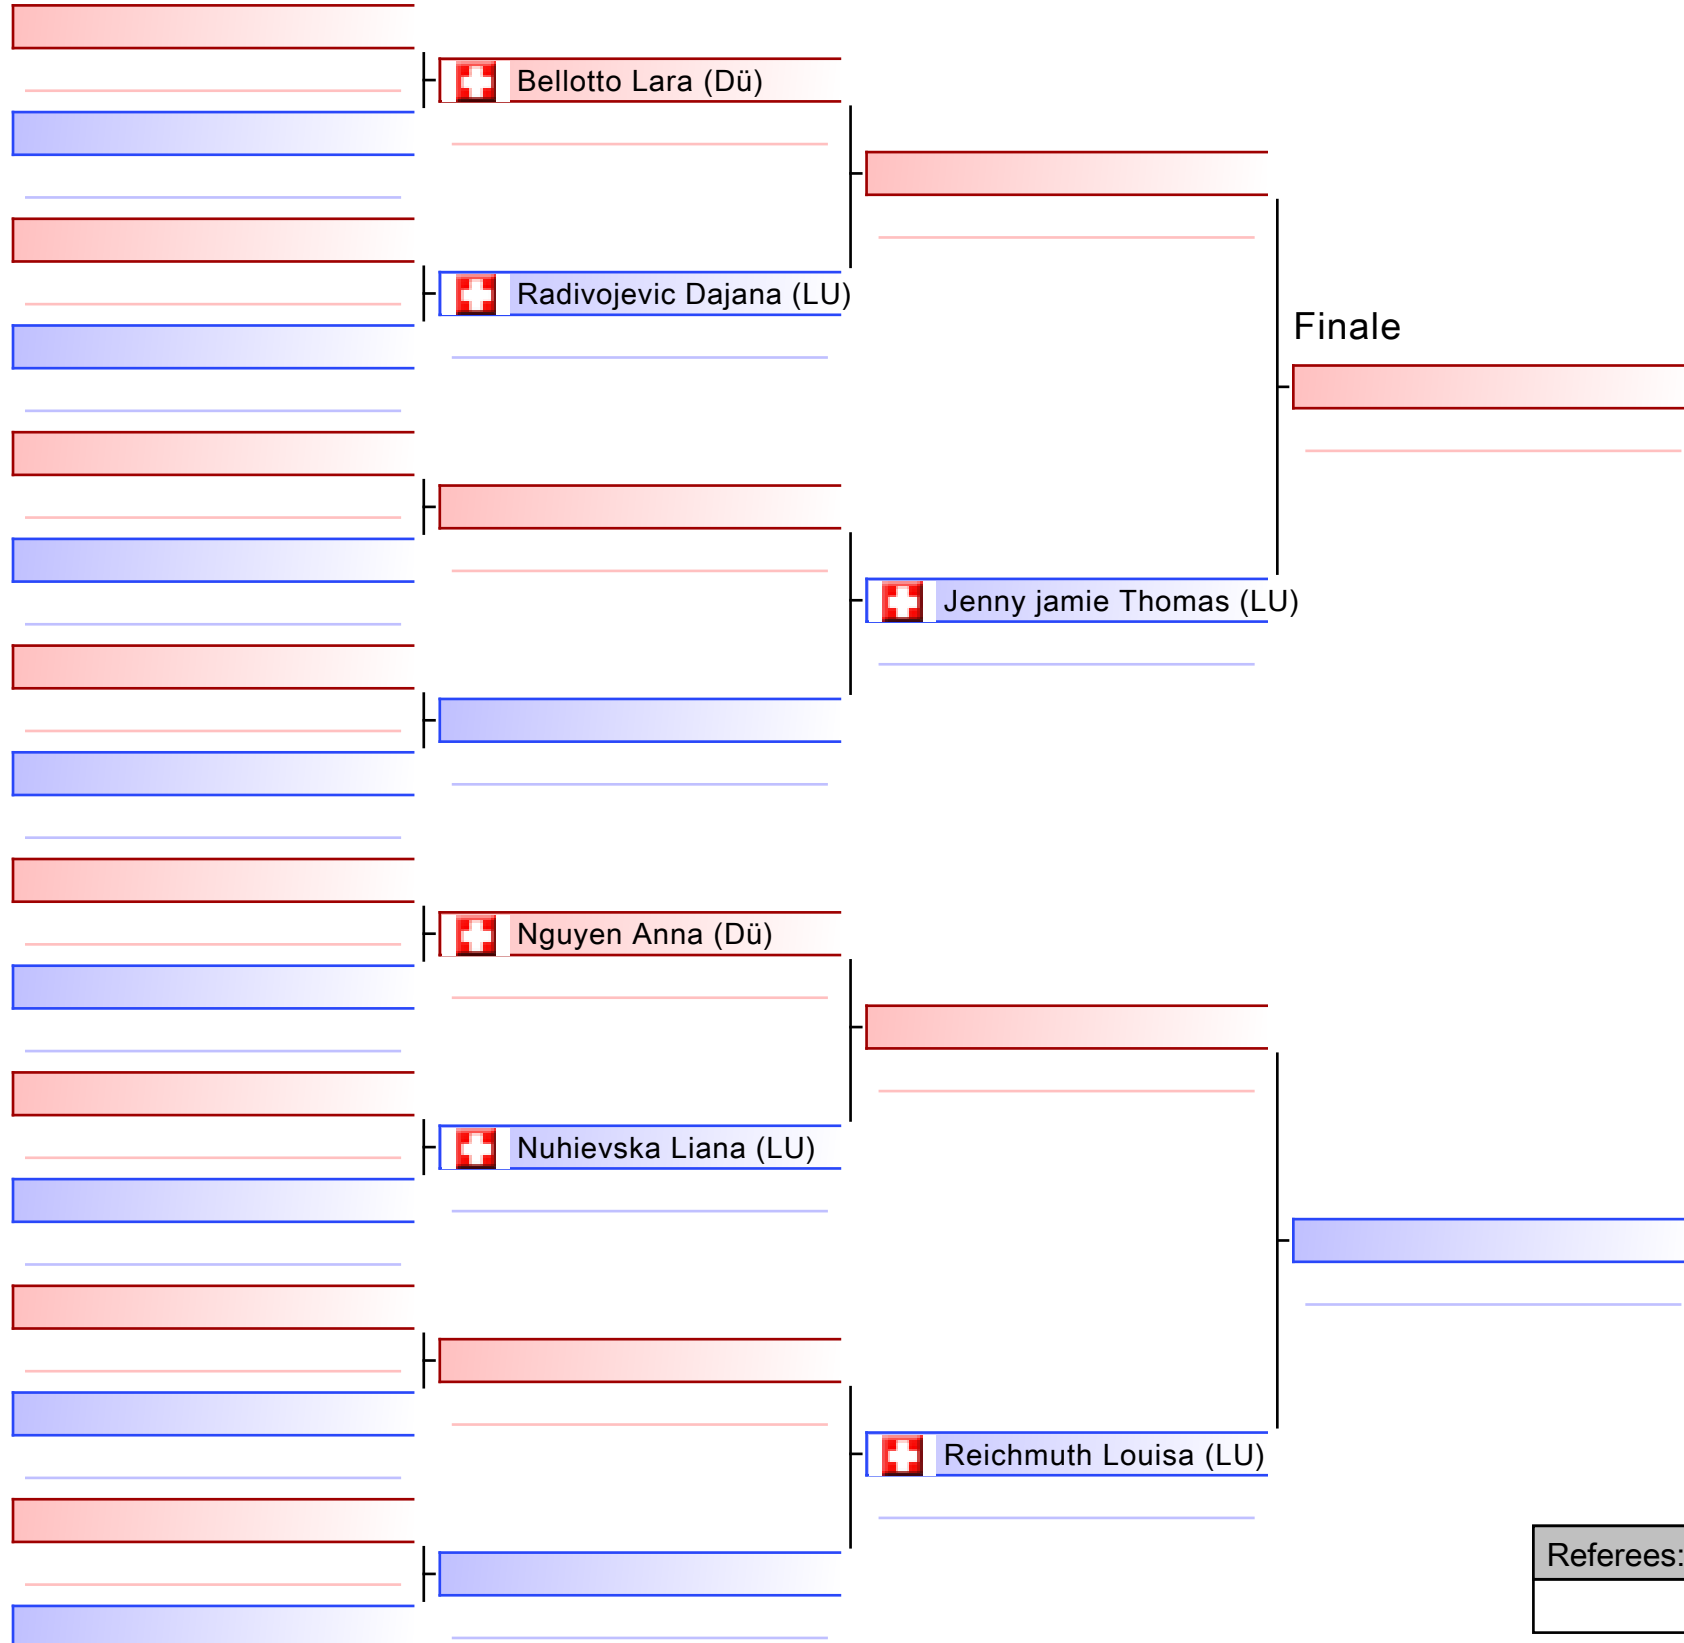 Bellotto Lara (Dü)
Radivojevic Dajana (LU)
Finale
Jenny jamie Thomas (LU)
Nguyen Anna (Dü)
Nuhievska Liana (LU)
Reichmuth Louisa (LU)
Referees: